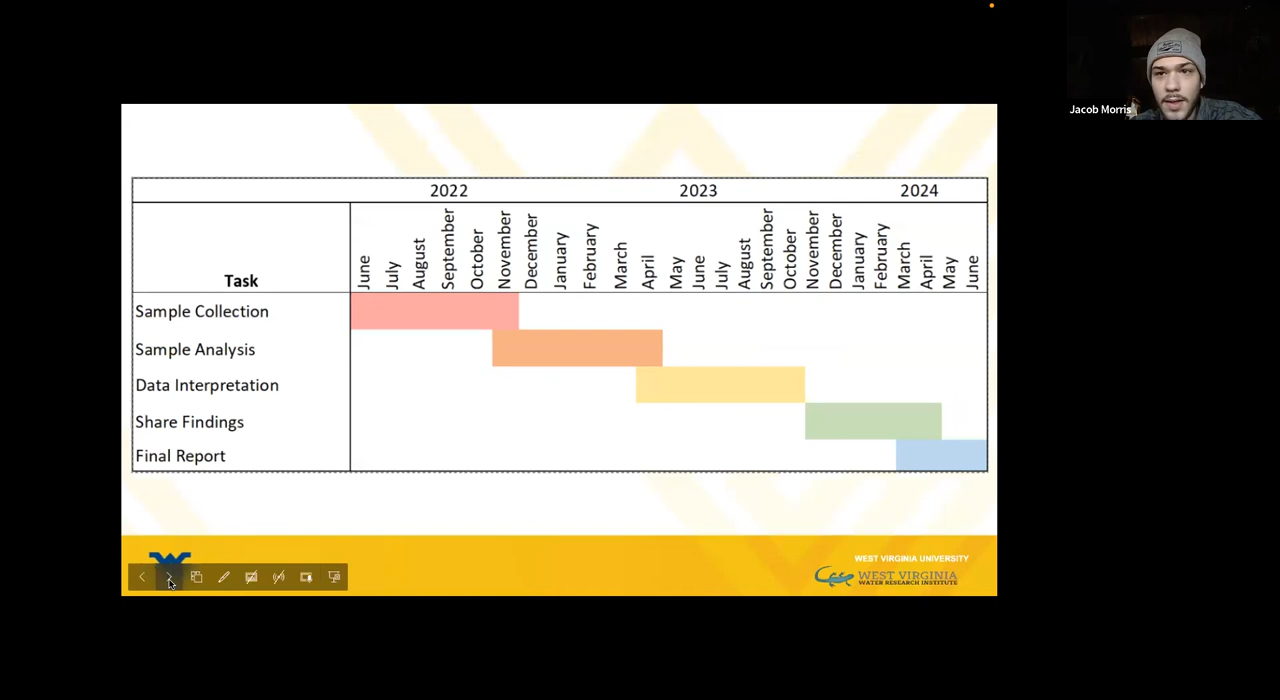 Jacob Morris
2022 2023 2024
Task June July August September October November December January February March April May June July August September October November December January February March April May June
Sample Collection
Sample Analysis
Data Interpretation
Share Findings
Final Report
WEST VIRGINIA UNIVERSITY
WEST VIRGINIA
WATER RESEARCH INSTITUTE